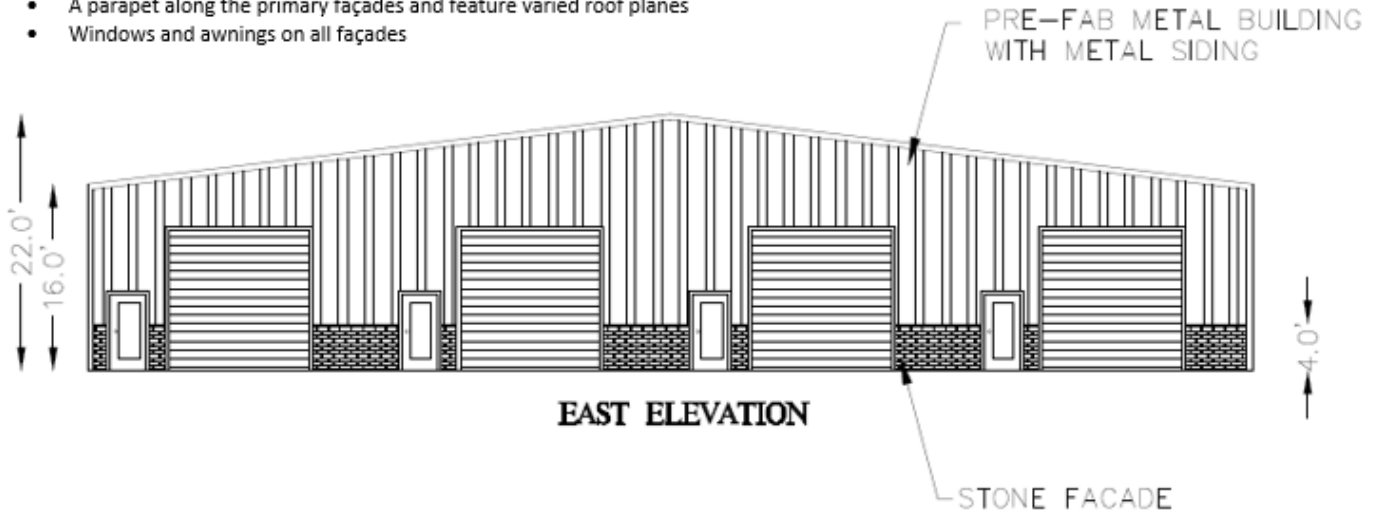 • A parapet along the primary façades and feature varied roof planes
• Windows and awnings on all façades
PRE-FAB METAL BUILDING
WITH METAL SIDING
22.0'
16.0'
4.0'
EAST ELEVATION
STONE FACADE